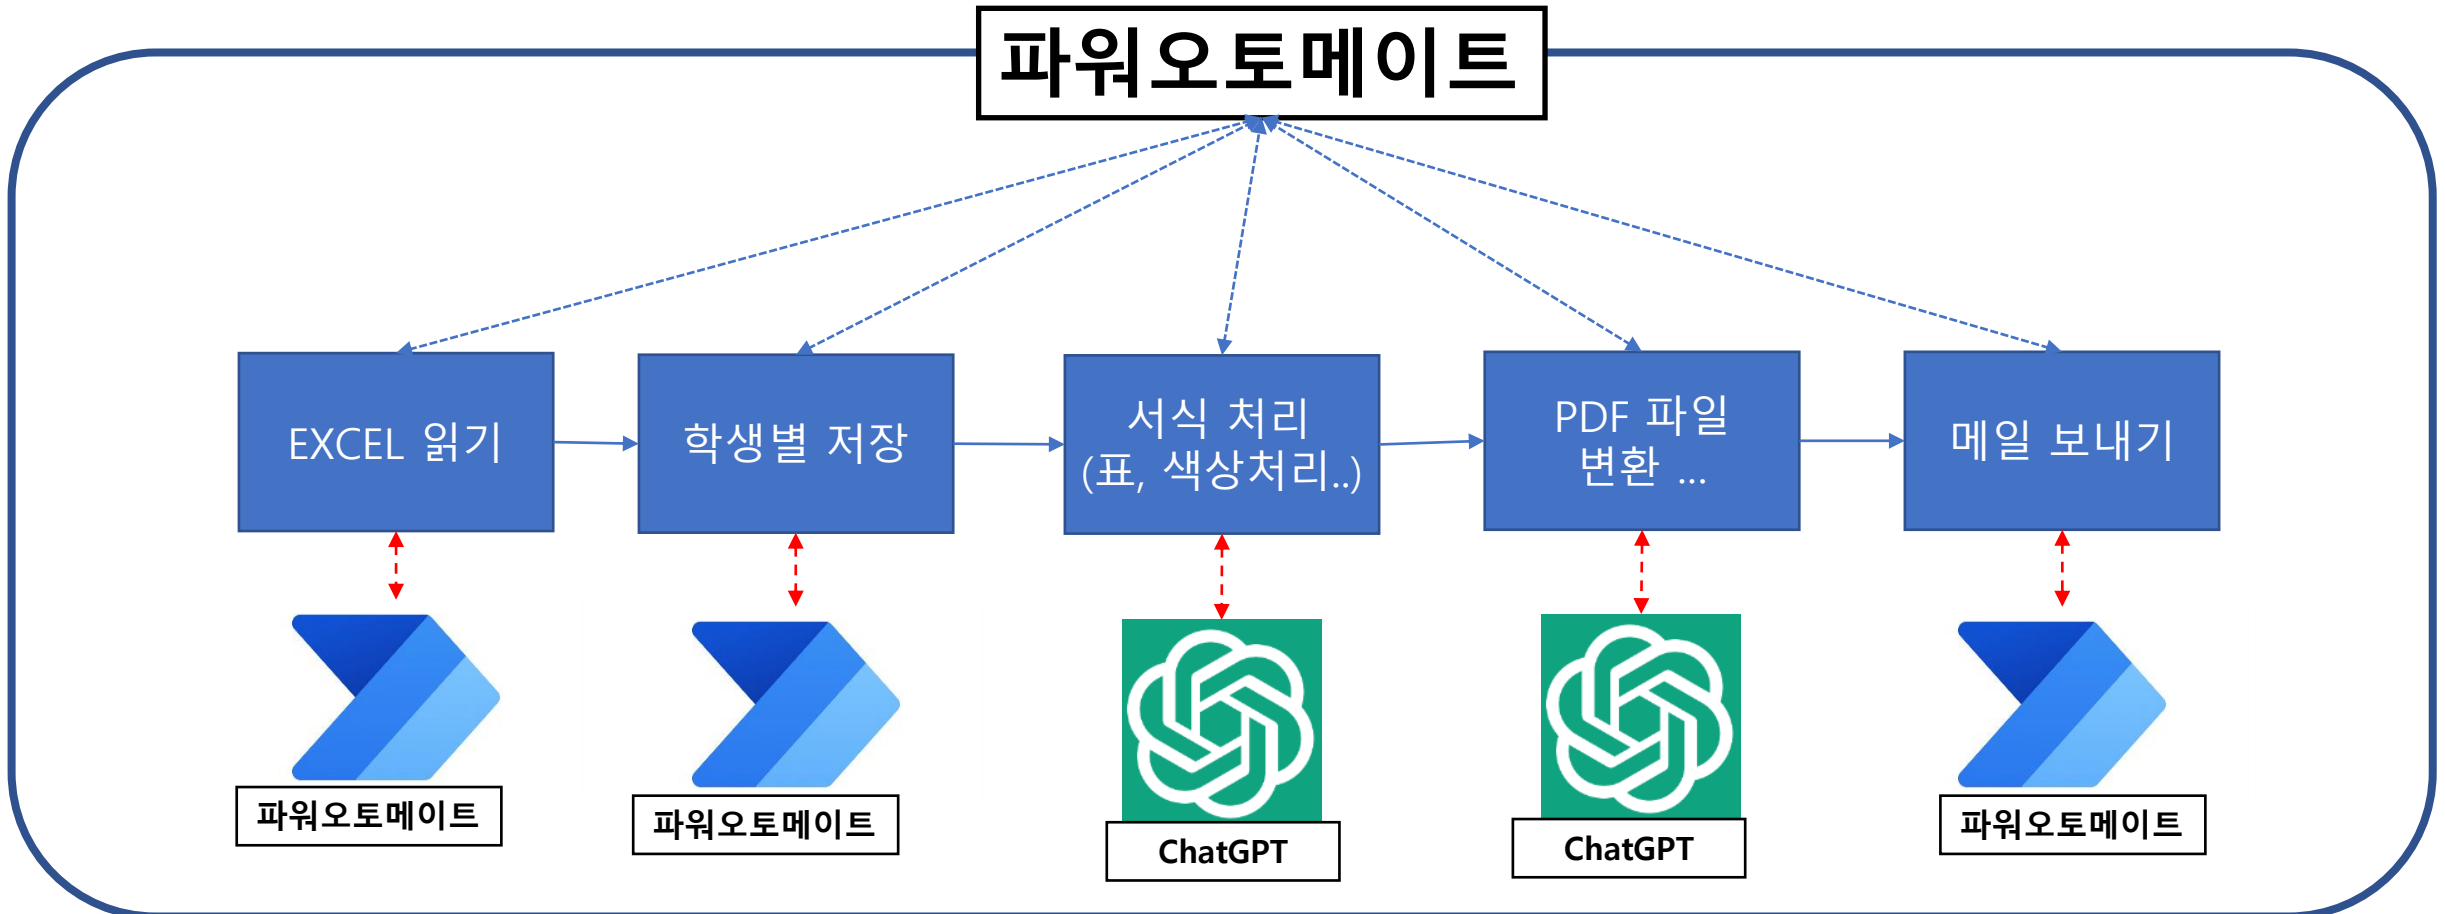 파워오토메이트
EXCEL 읽기
학생별 저장
서식 처리
(표, 색상처리..)
PDF 파일
변환 ...
메일 보내기
파워오토메이트
파워오토메이트
ChatGPT
ChatGPT
파워오토메이트